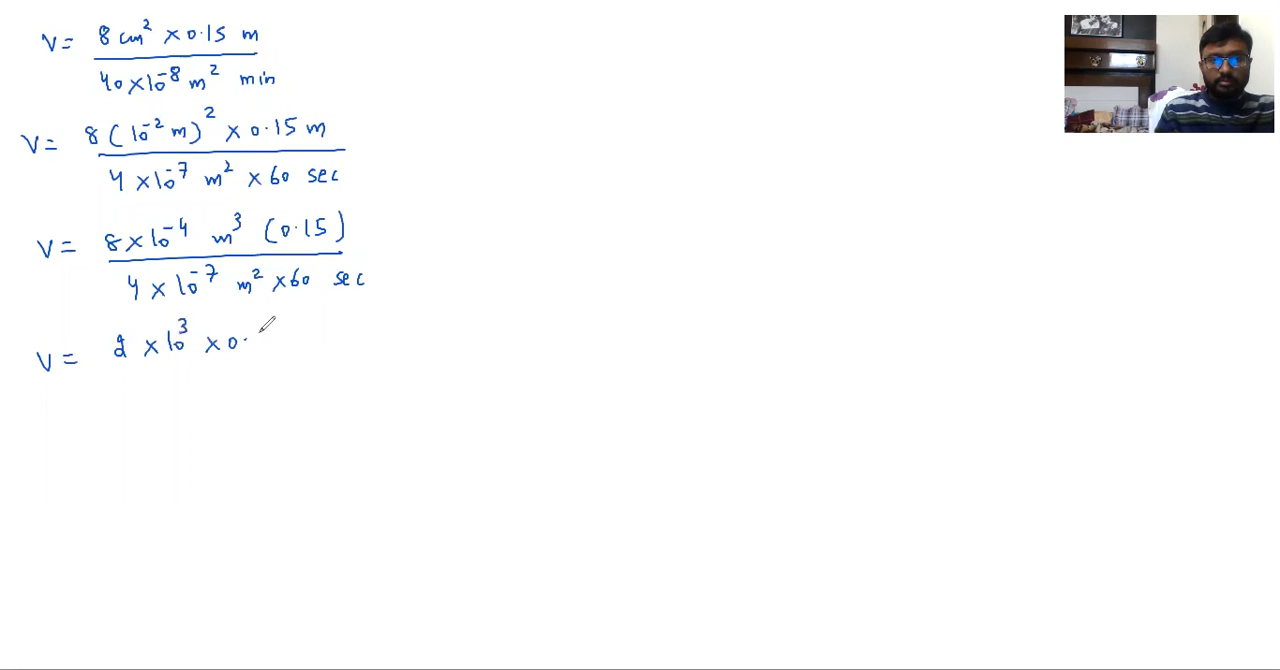 V = 8 cm² × 0.15 m
40 × 10⁻⁸ m² min
V = 8 (10⁻² m)² × 0.15 m
4 × 10⁻⁷ m² × 60 sec
V = 8 × 10⁻⁴ m³ (0.15)
4 × 10⁻⁷ m² × 60 sec
V = 2 × 10³ × 0.